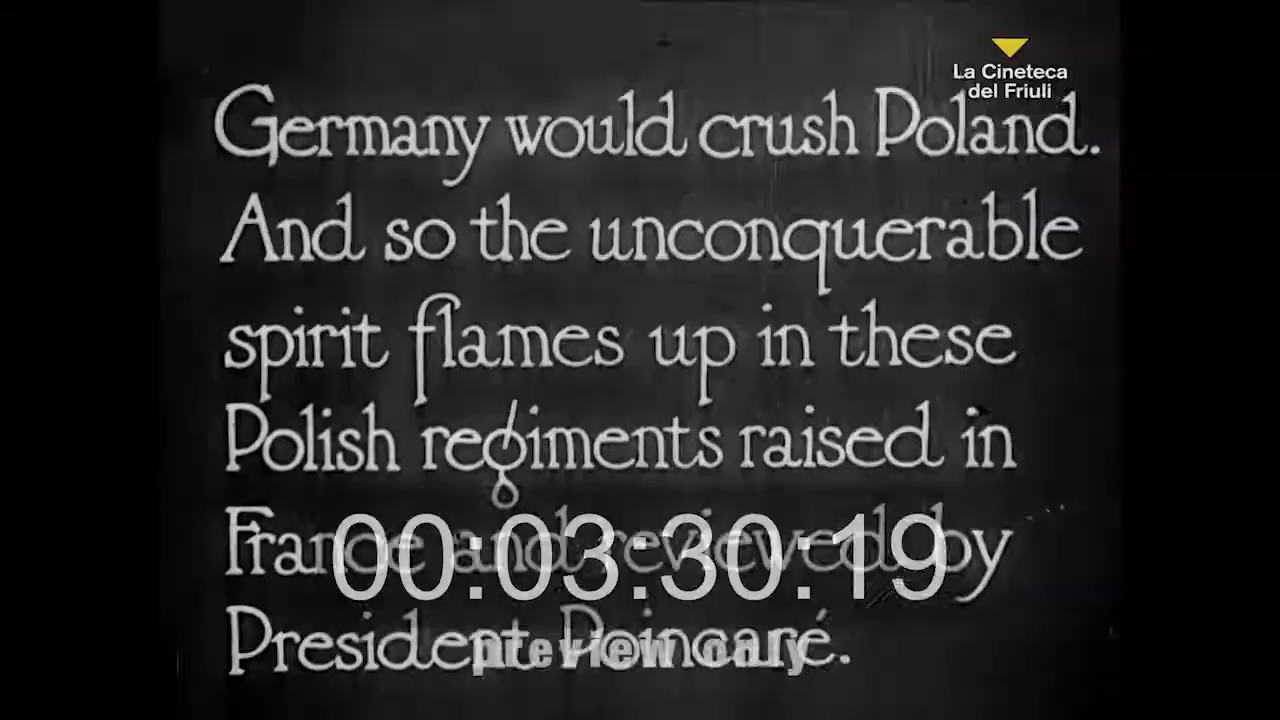 La Cineteca
del Friuli
Germany would crush Poland.
And so the unconquerable
spirit flames up in these
Polish regiments raised in
France and reviewed by
00:03:30:19
President Poincaré.
preview only